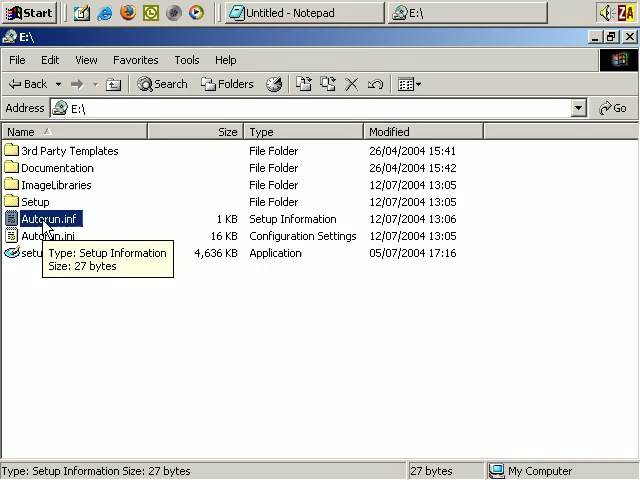 Start
Untitled - Notepad
E:\
ZA
E:\
File Edit View Favorites Tools Help
Back Search Folders
Address E:\ Go
Name Size Type Modified
3rd Party Templates File Folder 26/04/2004 15:41
Documentation File Folder 26/04/2004 15:42
ImageLibraries File Folder 12/07/2004 13:05
Setup File Folder 12/07/2004 13:05
Autorun.inf 1 KB Setup Information 12/07/2004 13:06
Autorun.ini 16 KB Configuration Settings 12/07/2004 13:05
setu 4,636 KB Application 05/07/2004 17:16
Type: Setup Information
Size: 27 bytes
Type: Setup Information Size: 27 bytes 27 bytes My Computer